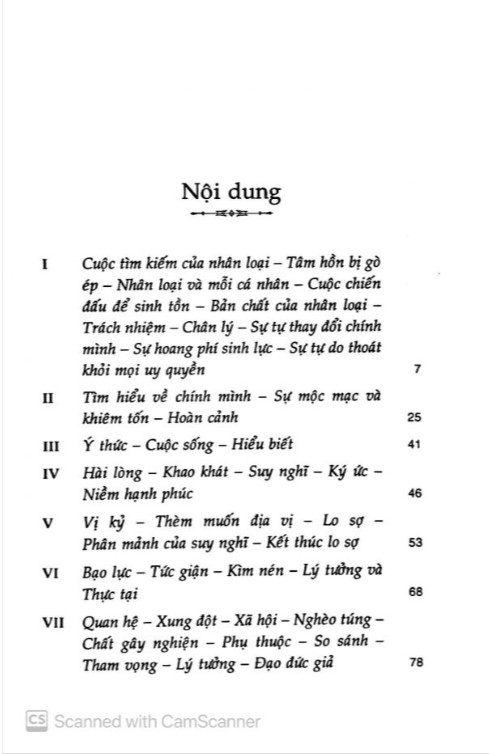 Nội dung
I Cuộc tìm kiếm của nhân loại – Tâm hồn bị gò
ép – Nhân loại và mỗi cá nhân – Cuộc chiến
đấu để sinh tồn – Bản chất của nhân loại –
Trách nhiệm – Chân lý – Sự tự thay đổi chính
mình – Sự hoang phí sinh lực – Sự tự do thoát
khỏi mọi uy quyền 7
II Tìm hiểu về chính mình – Sự mộc mạc và
khiêm tốn – Hoàn cảnh 25
III Ý thức – Cuộc sống – Hiểu biết 41
IV Hài lòng – Khao khát – Suy nghĩ – Ký ức –
Niềm hạnh phúc 46
V Vị kỷ – Thèm muốn địa vị – Lo sợ –
Phân mảnh của suy nghĩ – Kết thúc lo sợ 53
VI Bạo lực – Tức giận – Kìm nén – Lý tưởng và
Thực tại 68
VII Quan hệ – Xung đột – Xã hội – Nghèo túng –
Chất gây nghiện – Phụ thuộc – So sánh –
Tham vọng – Lý tưởng – Đạo đức giả 78
CS Scanned with CamScanner